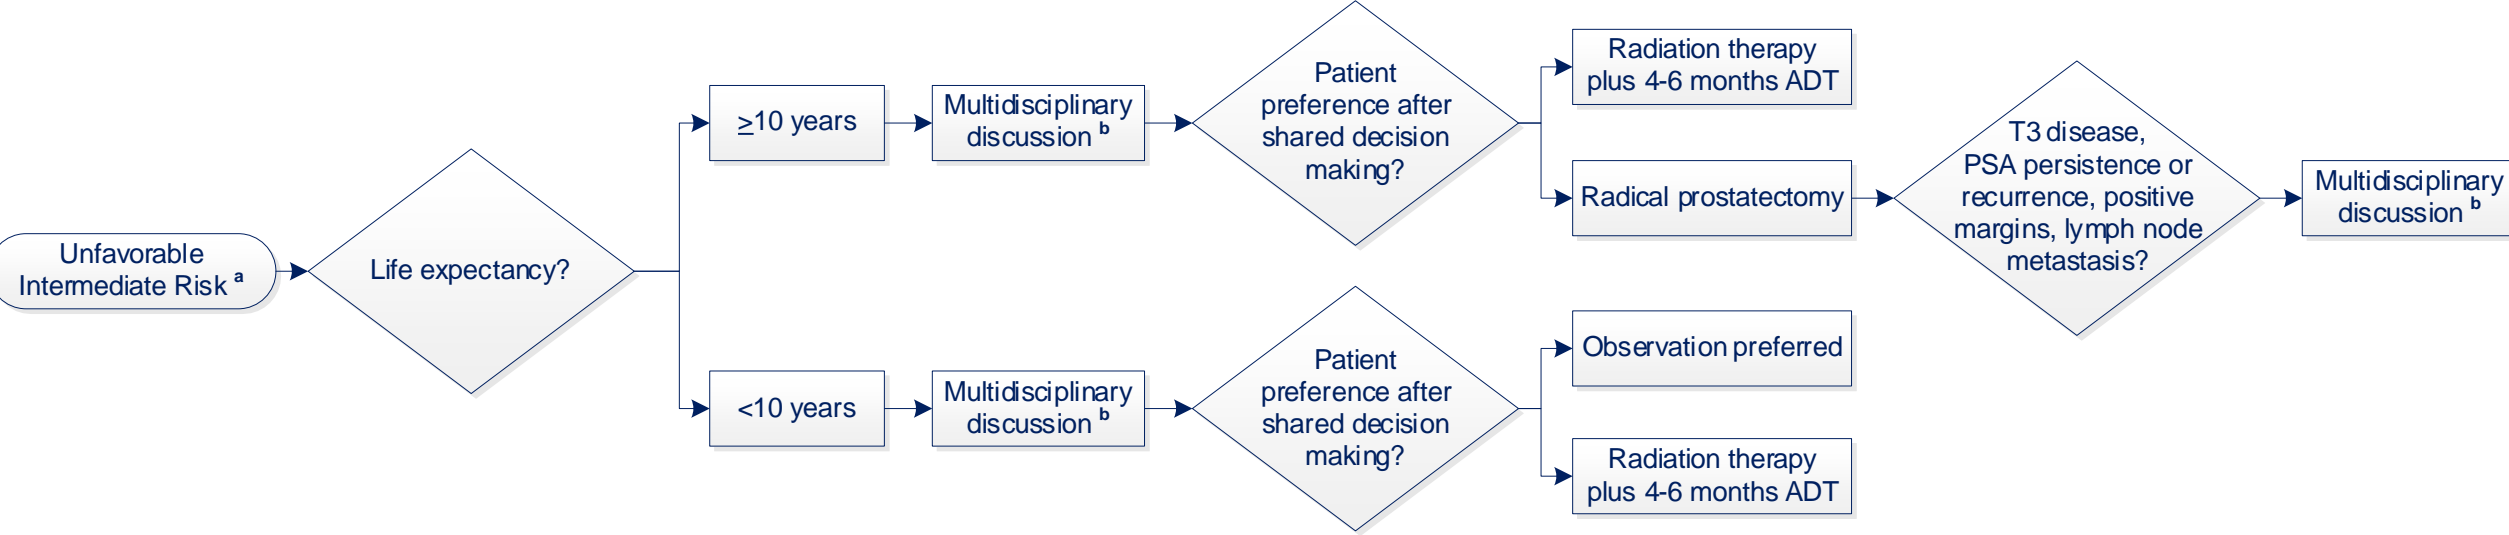 Unfavorable
Intermediate Risk a
Life expectancy?
≥10 years
Multidisciplinary
discussion b
Patient
preference after
shared decision
making?
Radiation therapy
plus 4-6 months ADT
Radical prostatectomy
T3 disease,
PSA persistence or
recurrence, positive
margins, lymph node
metastasis?
Multidisciplinary
discussion b
<10 years
Multidisciplinary
discussion b
Patient
preference after
shared decision
making?
Observation preferred
Radiation therapy
plus 4-6 months ADT